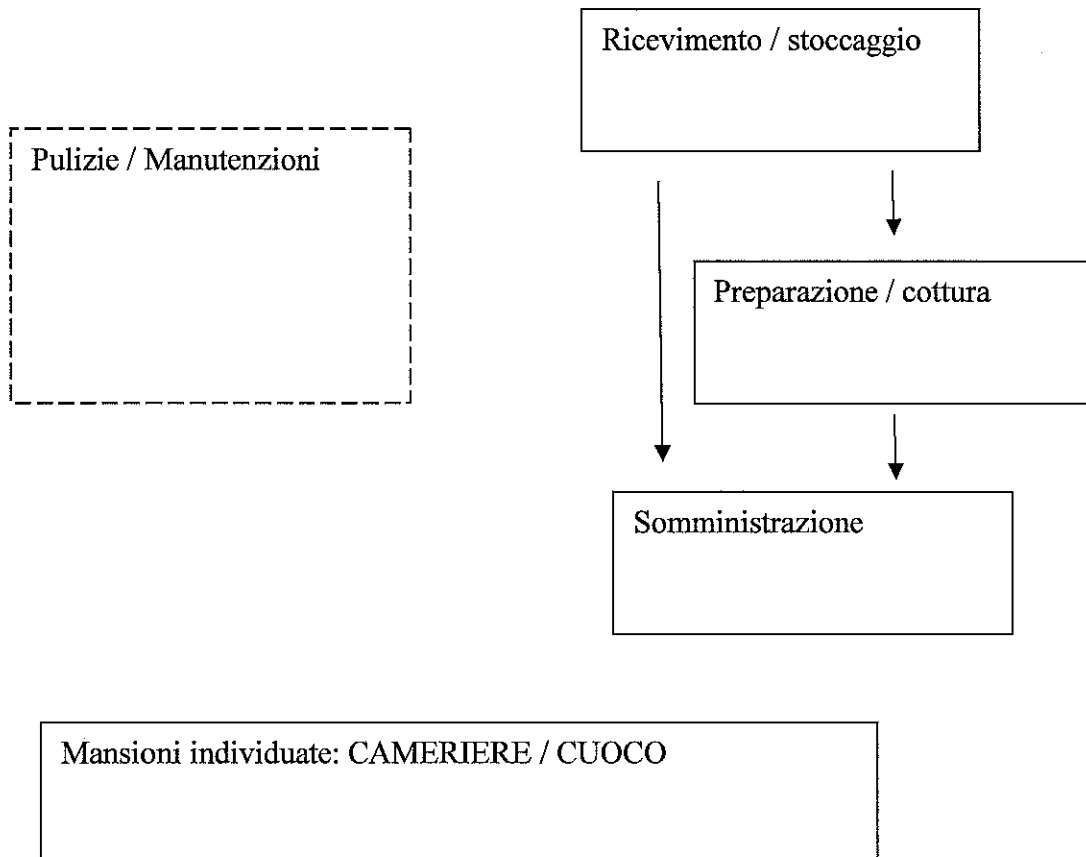 Ricevimento / stoccaggio
Pulizie / Manutenzioni
Preparazione / cottura
Somministrazione
Mansioni individuate: CAMERIERE / CUOCO